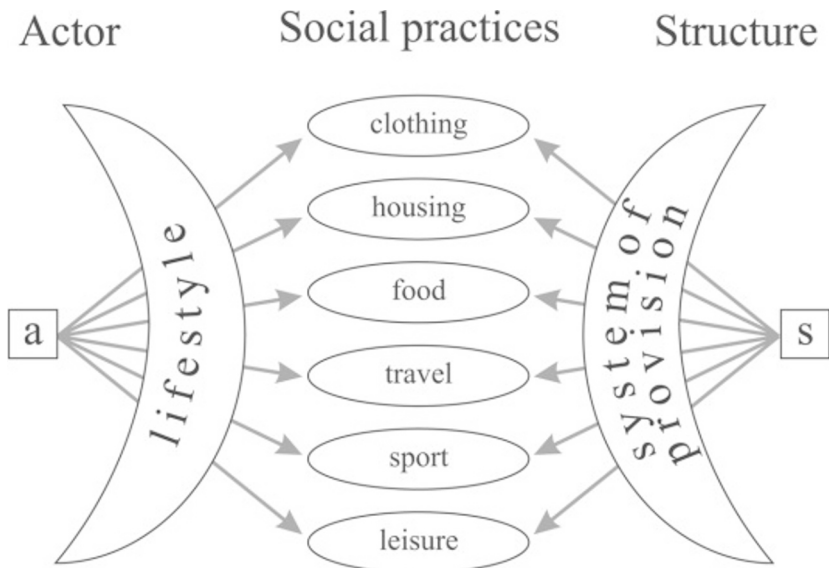 Actor
Social practices
Structure
clothing
housing
food
travel
sport
leisure
a
lifestyle
system of
provision
s